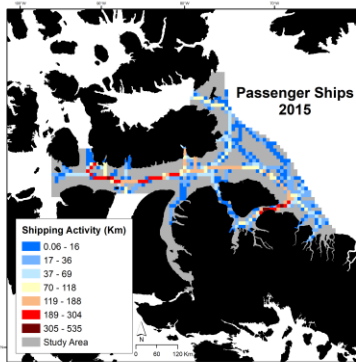 Passenger Ships
2015
Shipping Activity (Km)
0.06 - 16
17 - 36
37 - 69
70 - 118
119 - 188
189 - 304
305 - 535
Study Area
N
0 60 120 Km